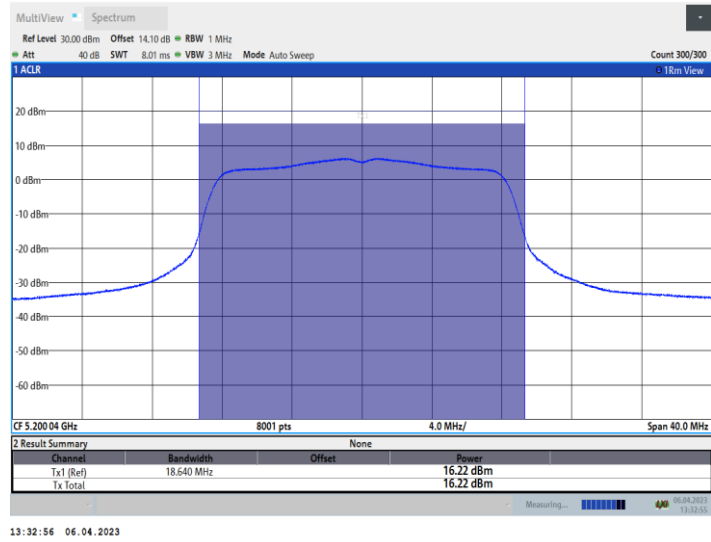 MultiView Spectrum
Ref Level 30.00 dBm Offset 14.10 dB RBW 1 MHz
Att 40 dB SWT 8.01 ms VBW 3 MHz Mode Auto Sweep Count 300/300
1 ACLR 1Rm View
20 dBm
10 dBm
0 dBm
-10 dBm
-20 dBm
-30 dBm
-40 dBm
-50 dBm
-60 dBm
CF 5.200 04 GHz 8001 pts 4.0 MHz/ Span 40.0 MHz
2 Result Summary None
Channel Bandwidth Offset Power
Tx1 (Ref) 18.640 MHz 16.22 dBm
Tx Total 16.22 dBm
Measuring... 06.04.2023
13:32:55
13:32:56 06.04.2023